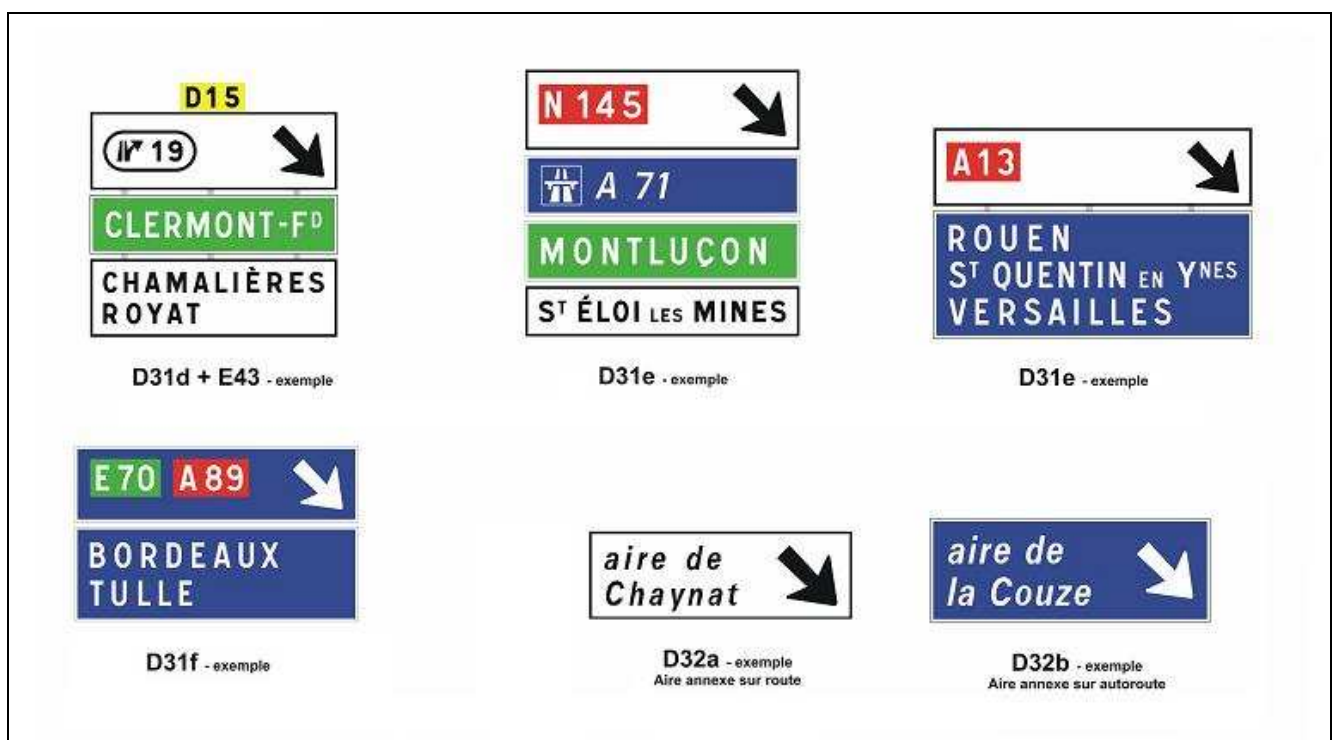 D15
19
CLERMONT-Fᴰ
CHAMALIÈRES
ROYAT
D31d + E43 - exemple
N 145
A 71
MONTLUÇON
Sᵀ ÉLOI LES MINES
D31e - exemple
A13
ROUEN
Sᵀ QUENTIN EN Yᴺᴱˢ
VERSAILLES
D31e - exemple
E70 A89
BORDEAUX
TULLE
D31f - exemple
aire de
Chaynat
D32a - exemple
Aire annexe sur route
aire de
la Couze
D32b - exemple
Aire annexe sur autoroute